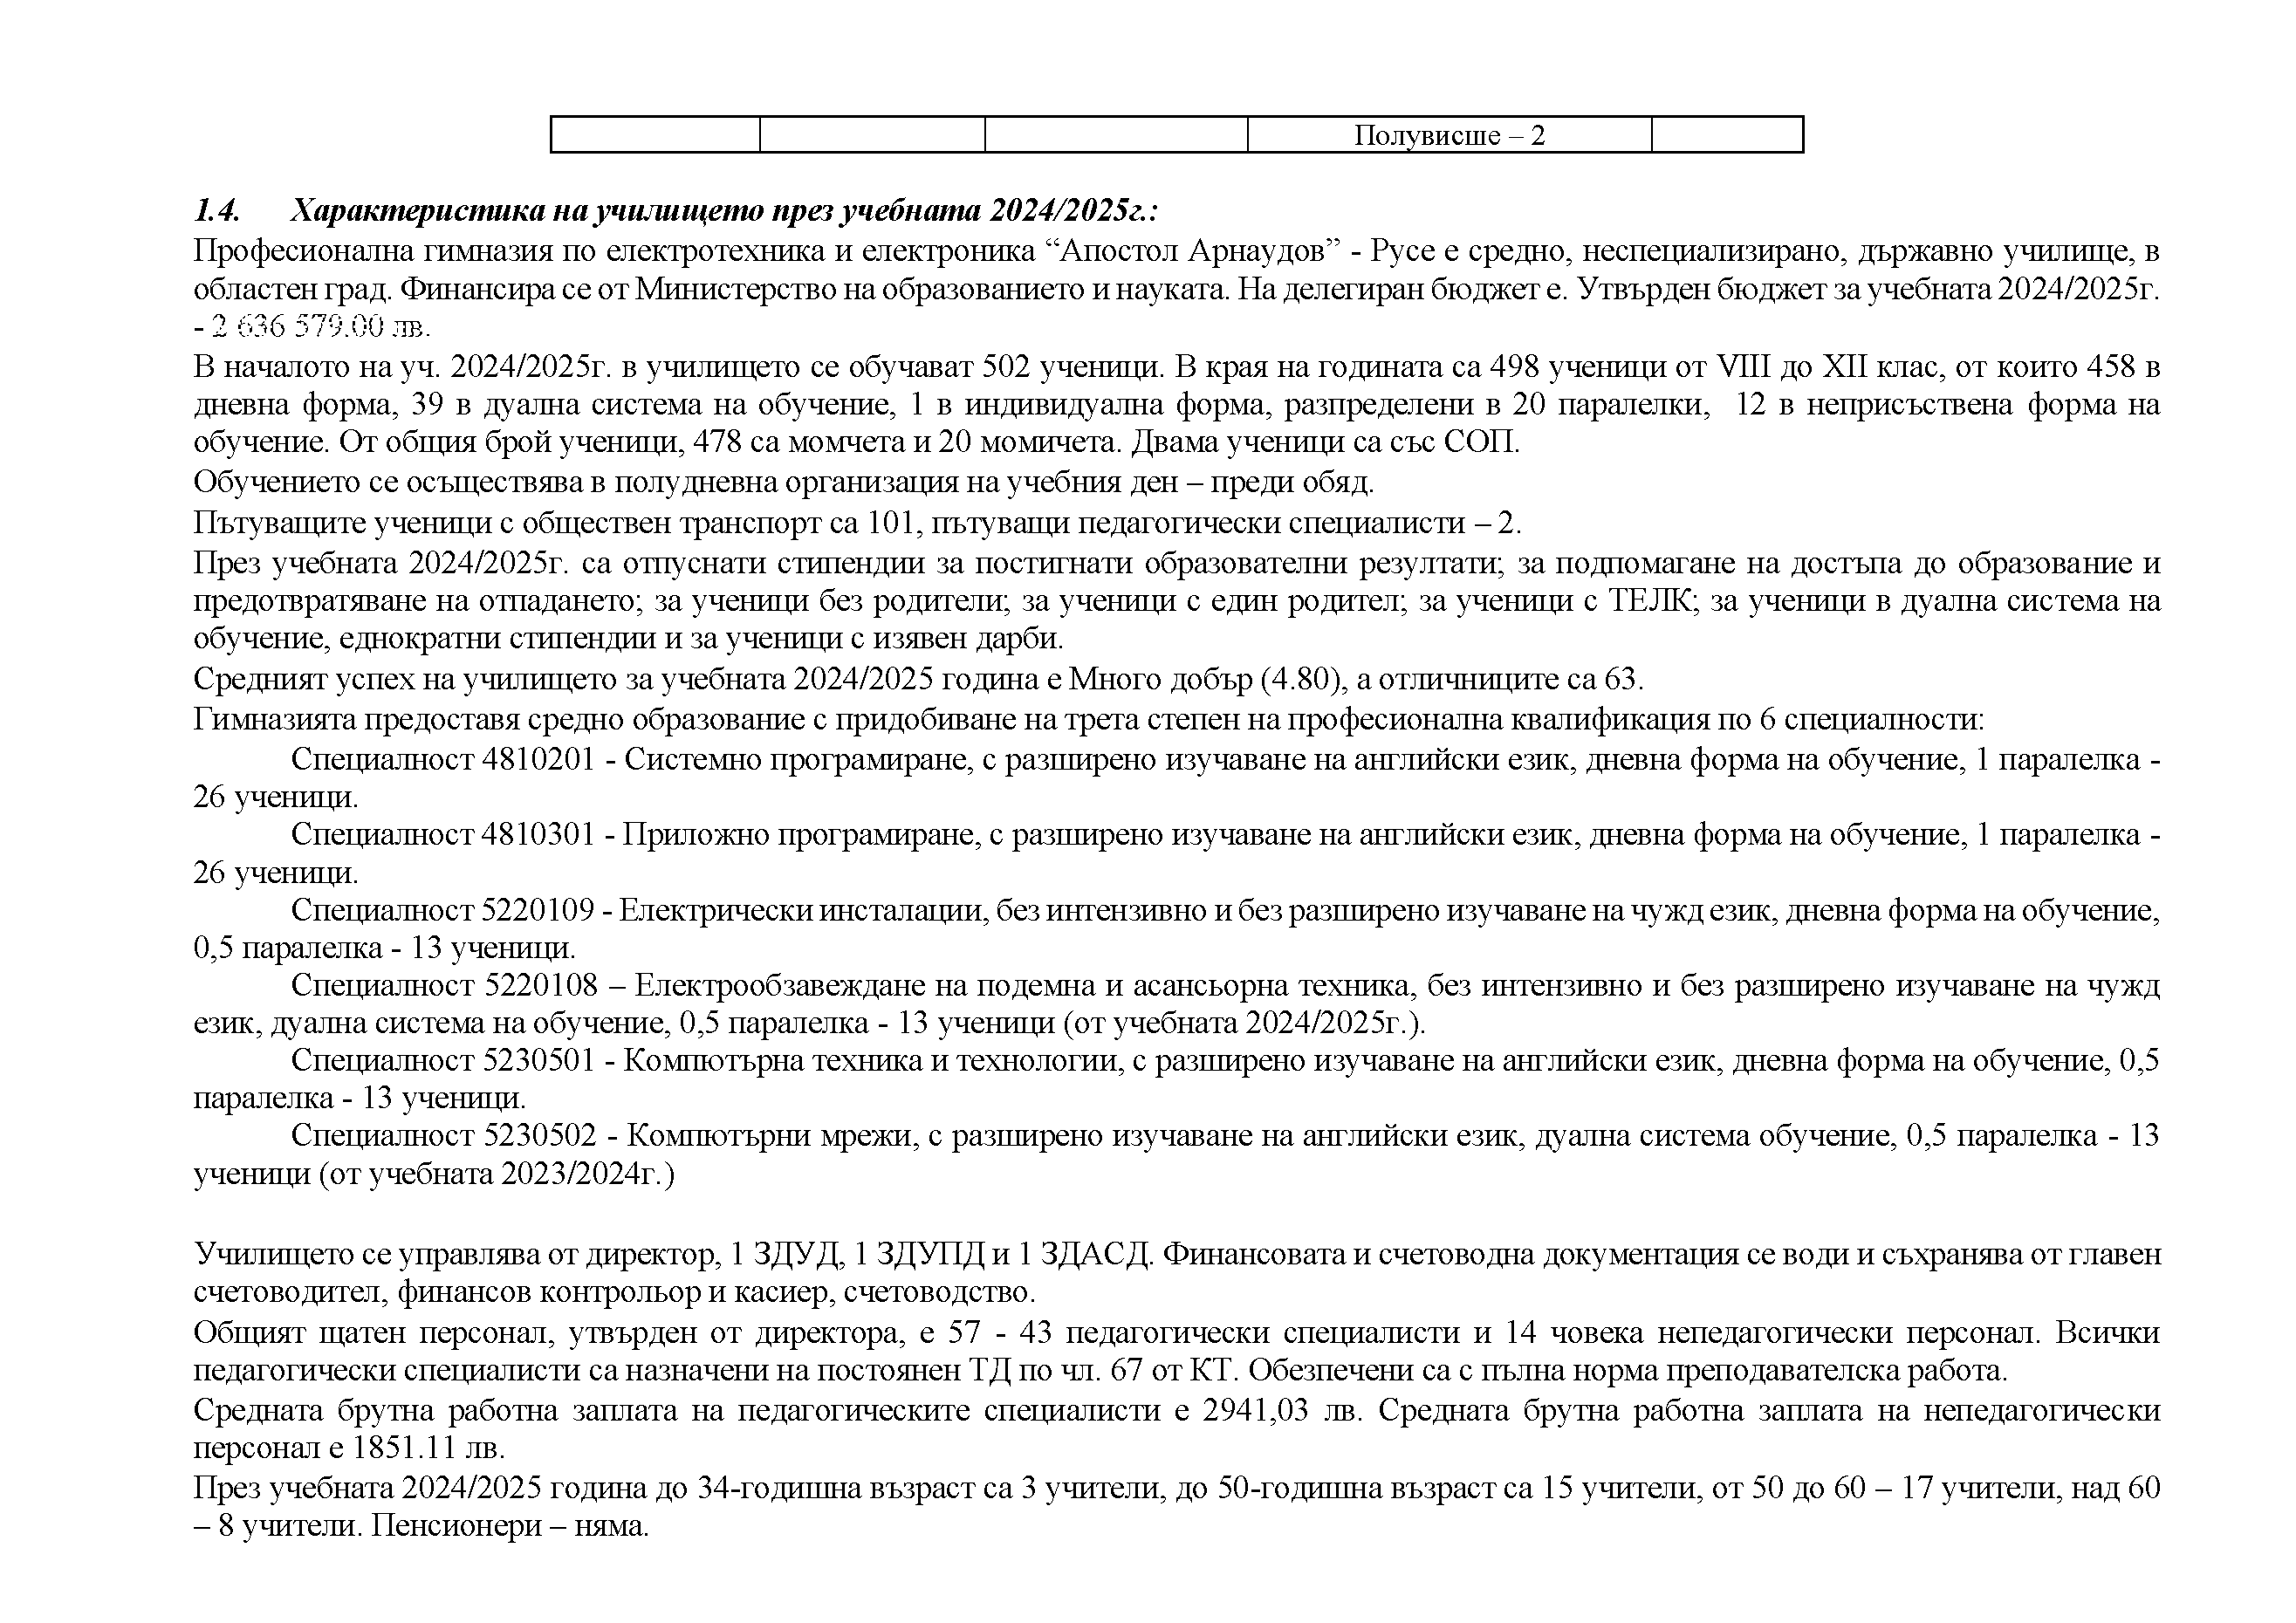 Полувисше – 2
1.4. Характеристика на училището през учебната 2024/2025г.:
Професионална гимназия по електротехника и електроника “Апостол Арнаудов” - Русе е средно, неспециализирано, държавно училище, в
областен град. Финансира се от Министерство на образованието и науката. На делегиран бюджет е. Утвърден бюджет за учебната 2024/2025г.
- 2 636 579.00 лв.
В началото на уч. 2024/2025г. в училището се обучават 502 ученици. В края на годината са 498 ученици от VIII до XII клас, от които 458 в
дневна форма, 39 в дуална система на обучение, 1 в индивидуална форма, разпределени в 20 паралелки, 12 в неприсъствена форма на
обучение. От общия брой ученици, 478 са момчета и 20 момичета. Двама ученици са със СОП.
Обучението се осъществява в полудневна организация на учебния ден – преди обяд.
Пътуващите ученици с обществен транспорт са 101, пътуващи педагогически специалисти – 2.
През учебната 2024/2025г. са отпуснати стипендии за постигнати образователни резултати; за подпомагане на достъпа до образование и
предотвратяване на отпадането; за ученици без родители; за ученици с един родител; за ученици с ТЕЛК; за ученици в дуална система на
обучение, еднократни стипендии и за ученици с изявен дарби.
Средният успех на училището за учебната 2024/2025 година е Много добър (4.80), а отличниците са 63.
Гимназията предоставя средно образование с придобиване на трета степен на професионална квалификация по 6 специалности:
Специалност 4810201 - Системно програмиране, с разширено изучаване на английски език, дневна форма на обучение, 1 паралелка -
26 ученици.
Специалност 4810301 - Приложно програмиране, с разширено изучаване на английски език, дневна форма на обучение, 1 паралелка -
26 ученици.
Специалност 5220109 - Електрически инсталации, без интензивно и без разширено изучаване на чужд език, дневна форма на обучение,
0,5 паралелка - 13 ученици.
Специалност 5220108 – Електрообзавеждане на подемна и асансьорна техника, без интензивно и без разширено изучаване на чужд
език, дуална система на обучение, 0,5 паралелка - 13 ученици (от учебната 2024/2025г.).
Специалност 5230501 - Компютърна техника и технологии, с разширено изучаване на английски език, дневна форма на обучение, 0,5
паралелка - 13 ученици.
Специалност 5230502 - Компютърни мрежи, с разширено изучаване на английски език, дуална система обучение, 0,5 паралелка - 13
ученици (от учебната 2023/2024г.)
Училището се управлява от директор, 1 ЗДУД, 1 ЗДУПД и 1 ЗДАСД. Финансовата и счетоводна документация се води и съхранява от главен
счетоводител, финансов контрольор и касиер, счетоводство.
Общият щатен персонал, утвърден от директора, е 57 - 43 педагогически специалисти и 14 човека непедагогически персонал. Всички
педагогически специалисти са назначени на постоянен ТД по чл. 67 от КТ. Обезпечени са с пълна норма преподавателска работа.
Средната брутна работна заплата на педагогическите специалисти е 2941,03 лв. Средната брутна работна заплата на непедагогически
персонал е 1851.11 лв.
През учебната 2024/2025 година до 34-годишна възраст са 3 учители, до 50-годишна възраст са 15 учители, от 50 до 60 – 17 учители, над 60
– 8 учители. Пенсионери – няма.